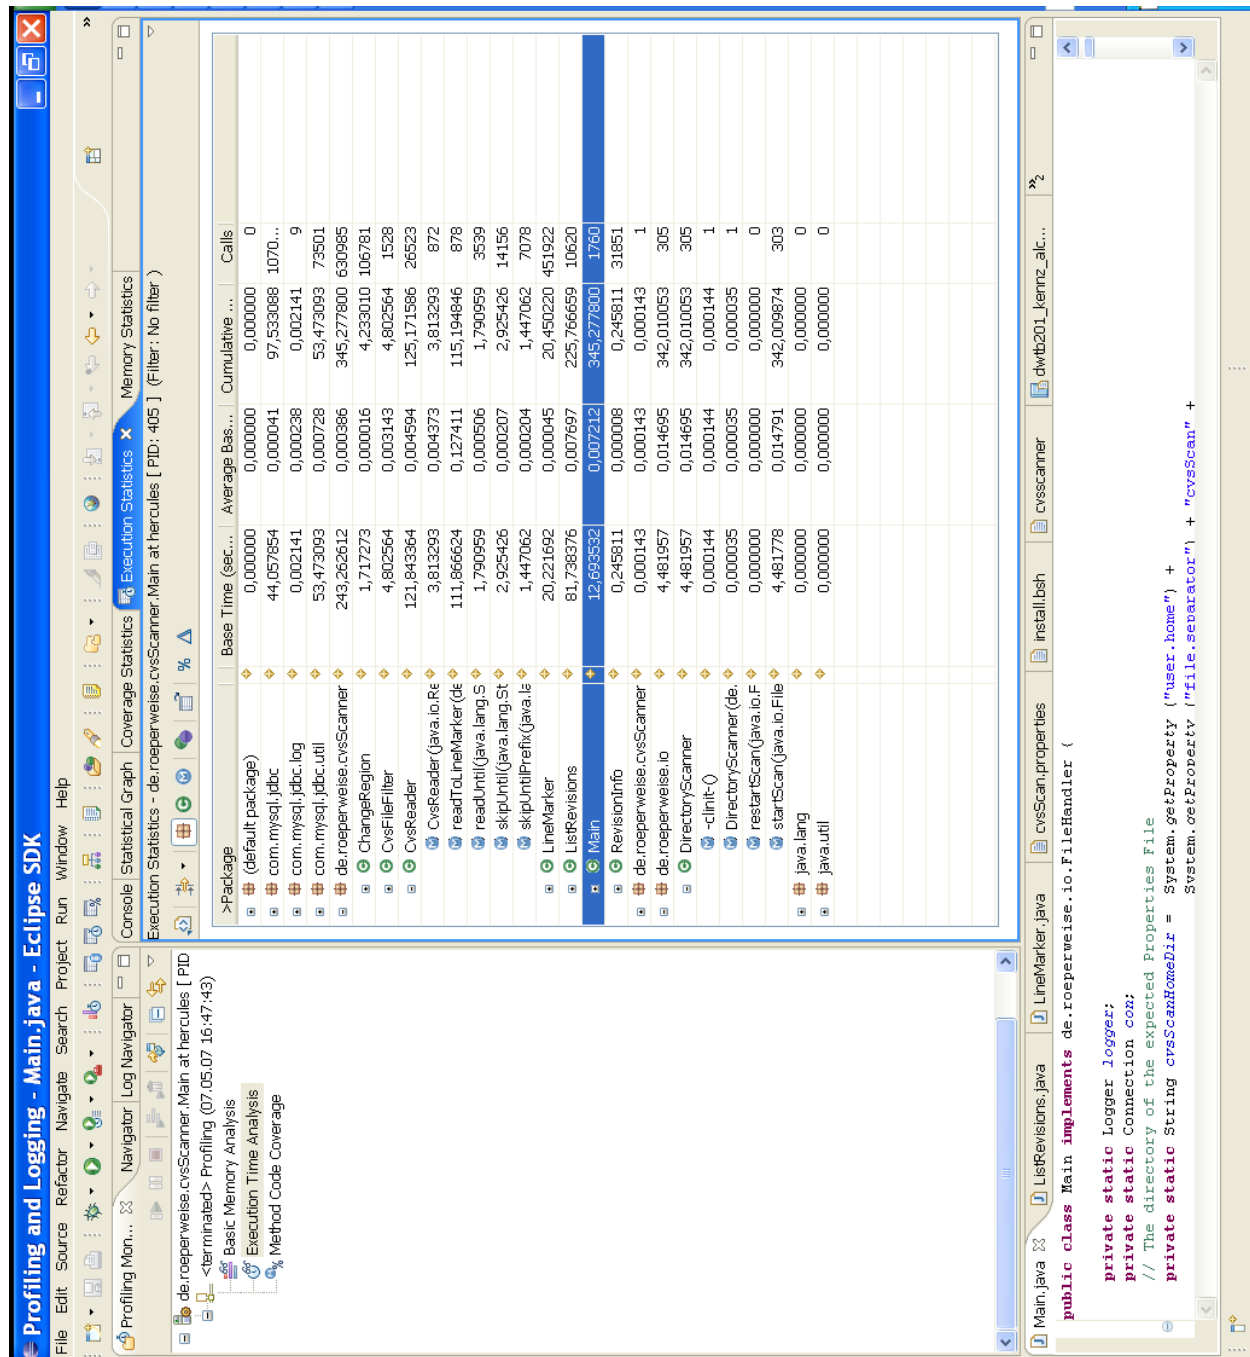 Profiling and Logging - Main.java - Eclipse SDK
File Edit Source Refactor Navigate Search Project Run Window Help
Profiling Mon... Navigator Log Navigator
de.roeperweise.cvsScanner.Main at hercules [ PID
<terminated> Profiling (07.05.07 16:47:43)
Basic Memory Analysis
Execution Time Analysis
Method Code Coverage
Console Statistical Graph Coverage Statistics Execution Statistics Memory Statistics
Execution Statistics - de.roeperweise.cvsScanner.Main at hercules [ PID: 405 ] (Filter: No filter )
>Package Base Time (sec... Average Bas... Cumulative ... Calls
(default package) 0,000000 0,000000 0,000000 0
com.mysql.jdbc 44,057854 0,000041 97,533088 1070...
com.mysql.jdbc.log 0,002141 0,000238 0,002141 9
com.mysql.jdbc.util 53,473093 0,000728 53,473093 73501
de.roeperweise.cvsScanner 243,262612 0,000386 345,277800 630985
ChangeRegion 1,717273 0,000016 4,233010 106781
CvsFileFilter 4,802564 0,003143 4,802564 1528
CvsReader 121,843364 0,004594 125,171586 26523
CvsReader(java.io.Re 3,813293 0,004373 3,813293 872
readToLineMarker(de 111,866624 0,127411 115,194846 878
readUntil(java.lang.S 1,790959 0,000506 1,790959 3539
skipUntil(java.lang.St 2,925426 0,000207 2,925426 14156
skipUntilPrefix(java.la 1,447062 0,000204 1,447062 7078
LineMarker 20,221692 0,000045 20,450220 451922
ListRevisions 81,738376 0,007697 225,766659 10620
Main 12,693532 0,007212 345,277800 1760
RevisionInfo 0,245811 0,000008 0,245811 31851
de.roeperweise.cvsScanner 0,000143 0,000143 0,000143 1
de.roeperweise.io 4,481957 0,014695 342,010053 305
DirectoryScanner 4,481957 0,014695 342,010053 305
-clinit-() 0,000144 0,000144 0,000144 1
DirectoryScanner(de. 0,000035 0,000035 0,000035 1
restartScan(java.io.F 0,000000 0,000000 0,000000 0
startScan(java.io.File 4,481778 0,014791 342,009874 303
java.lang 0,000000 0,000000 0,000000 0
java.util 0,000000 0,000000 0,000000 0
Main.java ListRevisions.java LineMarker.java cvsScan.properties install.bsh cvsscanner dwtb201_kennz_alc... »2
public class Main implements de.roeperweise.io.FileHandler {
private static Logger logger;
private static Connection con;
// The directory of the expected Properties File
private static String cvsScanHomeDir = System.getProperty ("user.home") +
System.getProperty ("file.separator") + "cvsScan" +